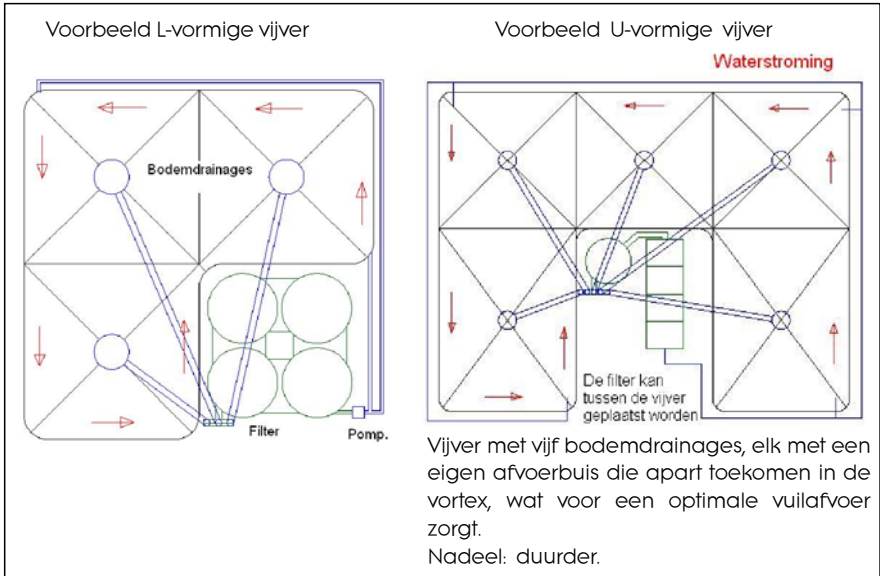 Voorbeeld L-vormige vijver
Bodemdrainages
Filter
Pomp.
Voorbeeld U-vormige vijver
Waterstroming
De filter kan
tussen de vijver
geplaatst worden
Vijver met vijf bodemdrainages, elk met een
eigen afvoerbuis die apart toekomen in de
vortex, wat voor een optimale vuilafvoer
zorgt.
Nadeel: duurder.